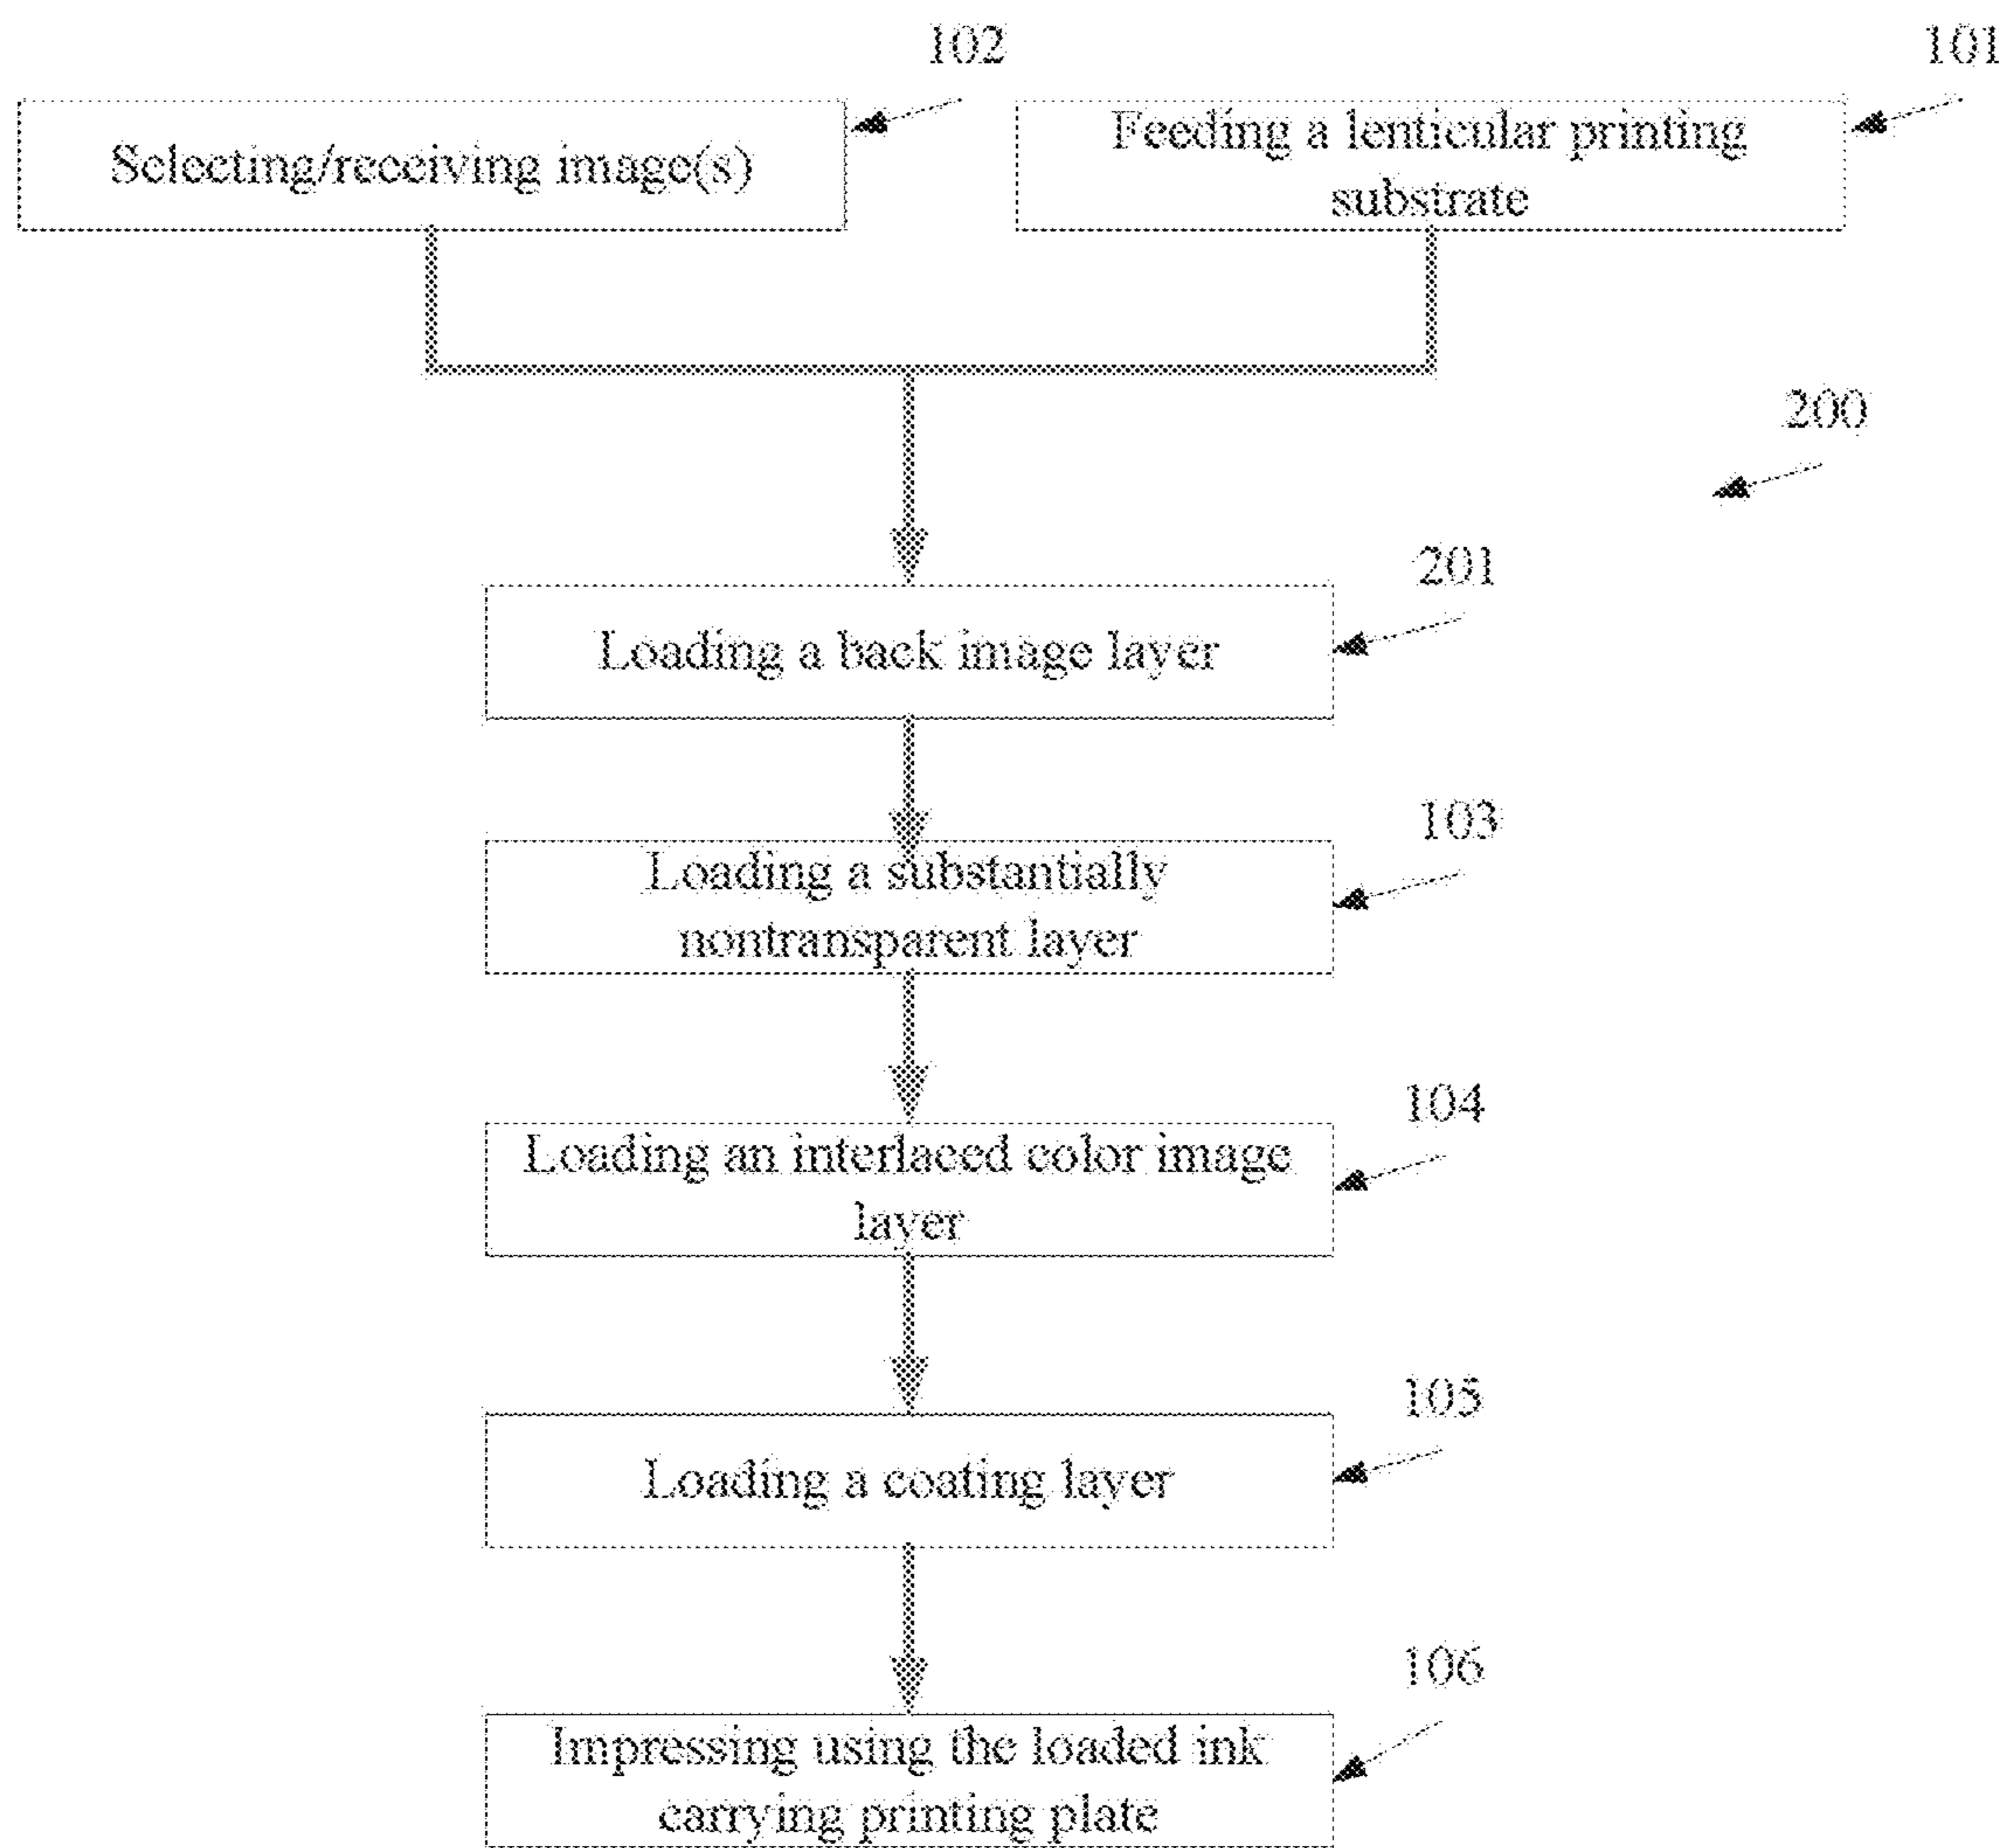 102
101
Selecting/receiving image(s)
Feeding a lenticular printing
substrate
200
201
Loading a back image layer
103
Loading a substantially
nontransparent layer
104
Loading an interlaced color image
layer
105
Loading a coating layer
106
Impressing using the loaded ink
carrying printing plate